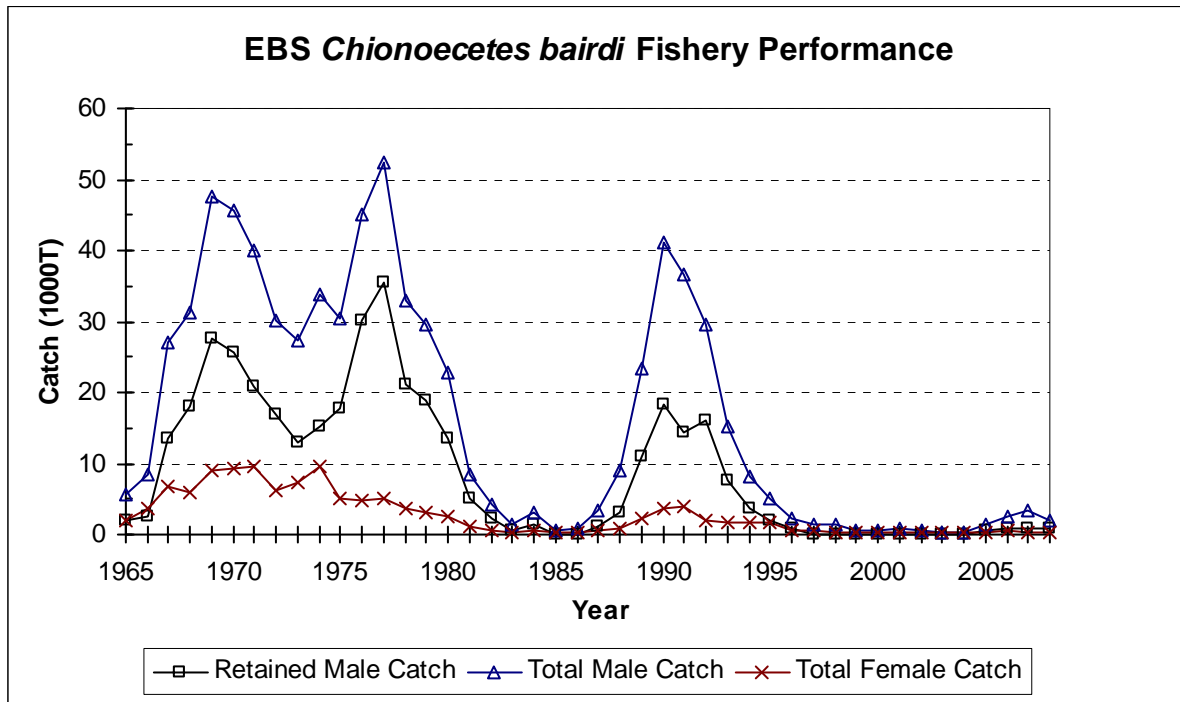 EBS Chionoecetes bairdi Fishery Performance
60
50
40
30
20
10
0
Catch (1000T)
1965 1970 1975 1980 1985 1990 1995 2000 2005
Year
Retained Male Catch Total Male Catch Total Female Catch